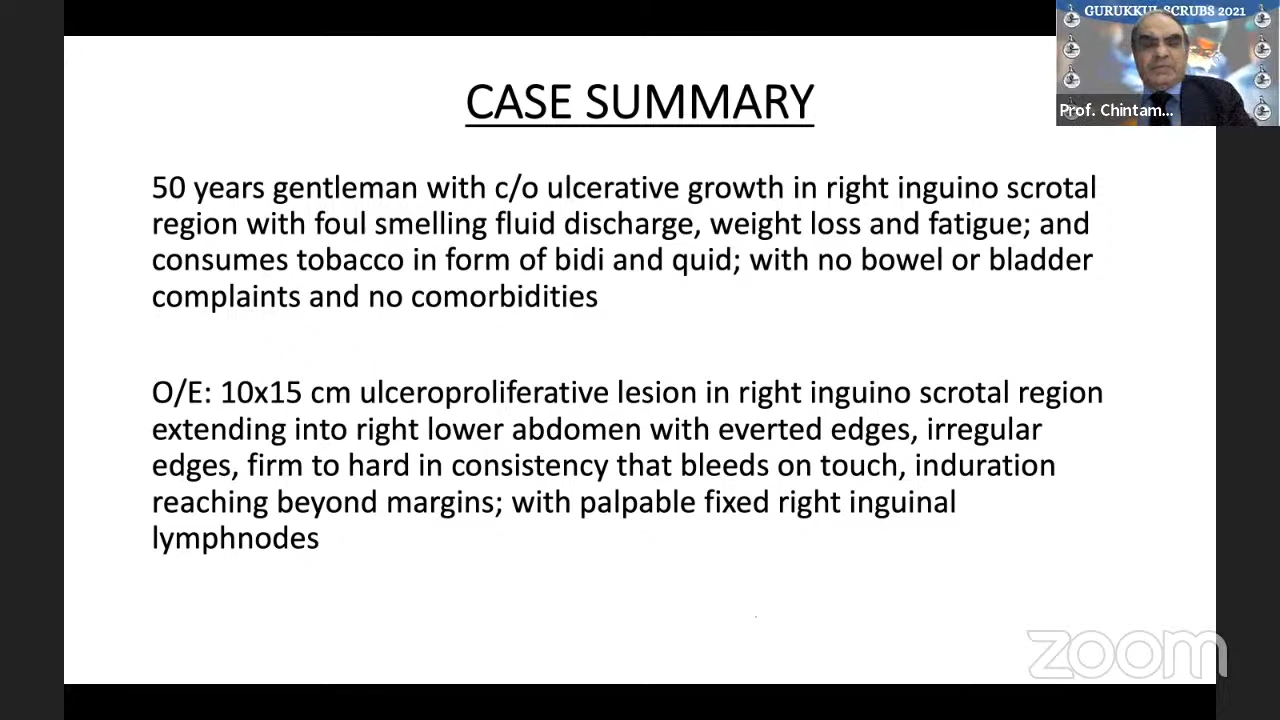 GURUKKUL SCRUBS 2021
Prof. Chintam...
CASE SUMMARY
50 years gentleman with c/o ulcerative growth in right inguino scrotal
region with foul smelling fluid discharge, weight loss and fatigue; and
consumes tobacco in form of bidi and quid; with no bowel or bladder
complaints and no comorbidities
O/E: 10x15 cm ulceroproliferative lesion in right inguino scrotal region
extending into right lower abdomen with everted edges, irregular
edges, firm to hard in consistency that bleeds on touch, induration
reaching beyond margins; with palpable fixed right inguinal
lymphnodes
zoom